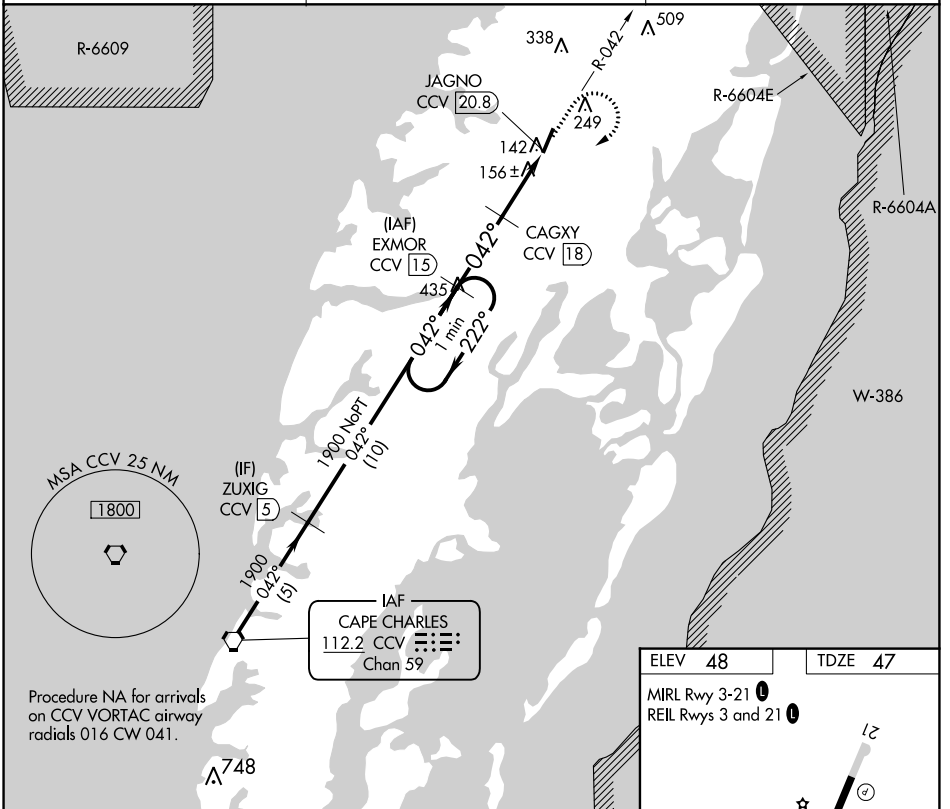 R-6609
338
509
R-042
JAGNO
CCV 20.8
R-6604E
249
142
156 ±
R-6604A
(IAF)
EXMOR
CCV 15
042°
CAGXY
CCV 18
435
042°
1 min
222°
W-386
1900 NoPT
042°
(10)
MSA CCV 25 NM
1800
(IF)
ZUXIG
CCV 5
1900
042°
(5)
IAF
CAPE CHARLES
112.2 CCV
Chan 59
Procedure NA for arrivals
on CCV VORTAC airway
radials 016 CW 041.
748
ELEV 48
TDZE 47
MIRL Rwy 3-21 L
REIL Rwys 3 and 21 L
21
P